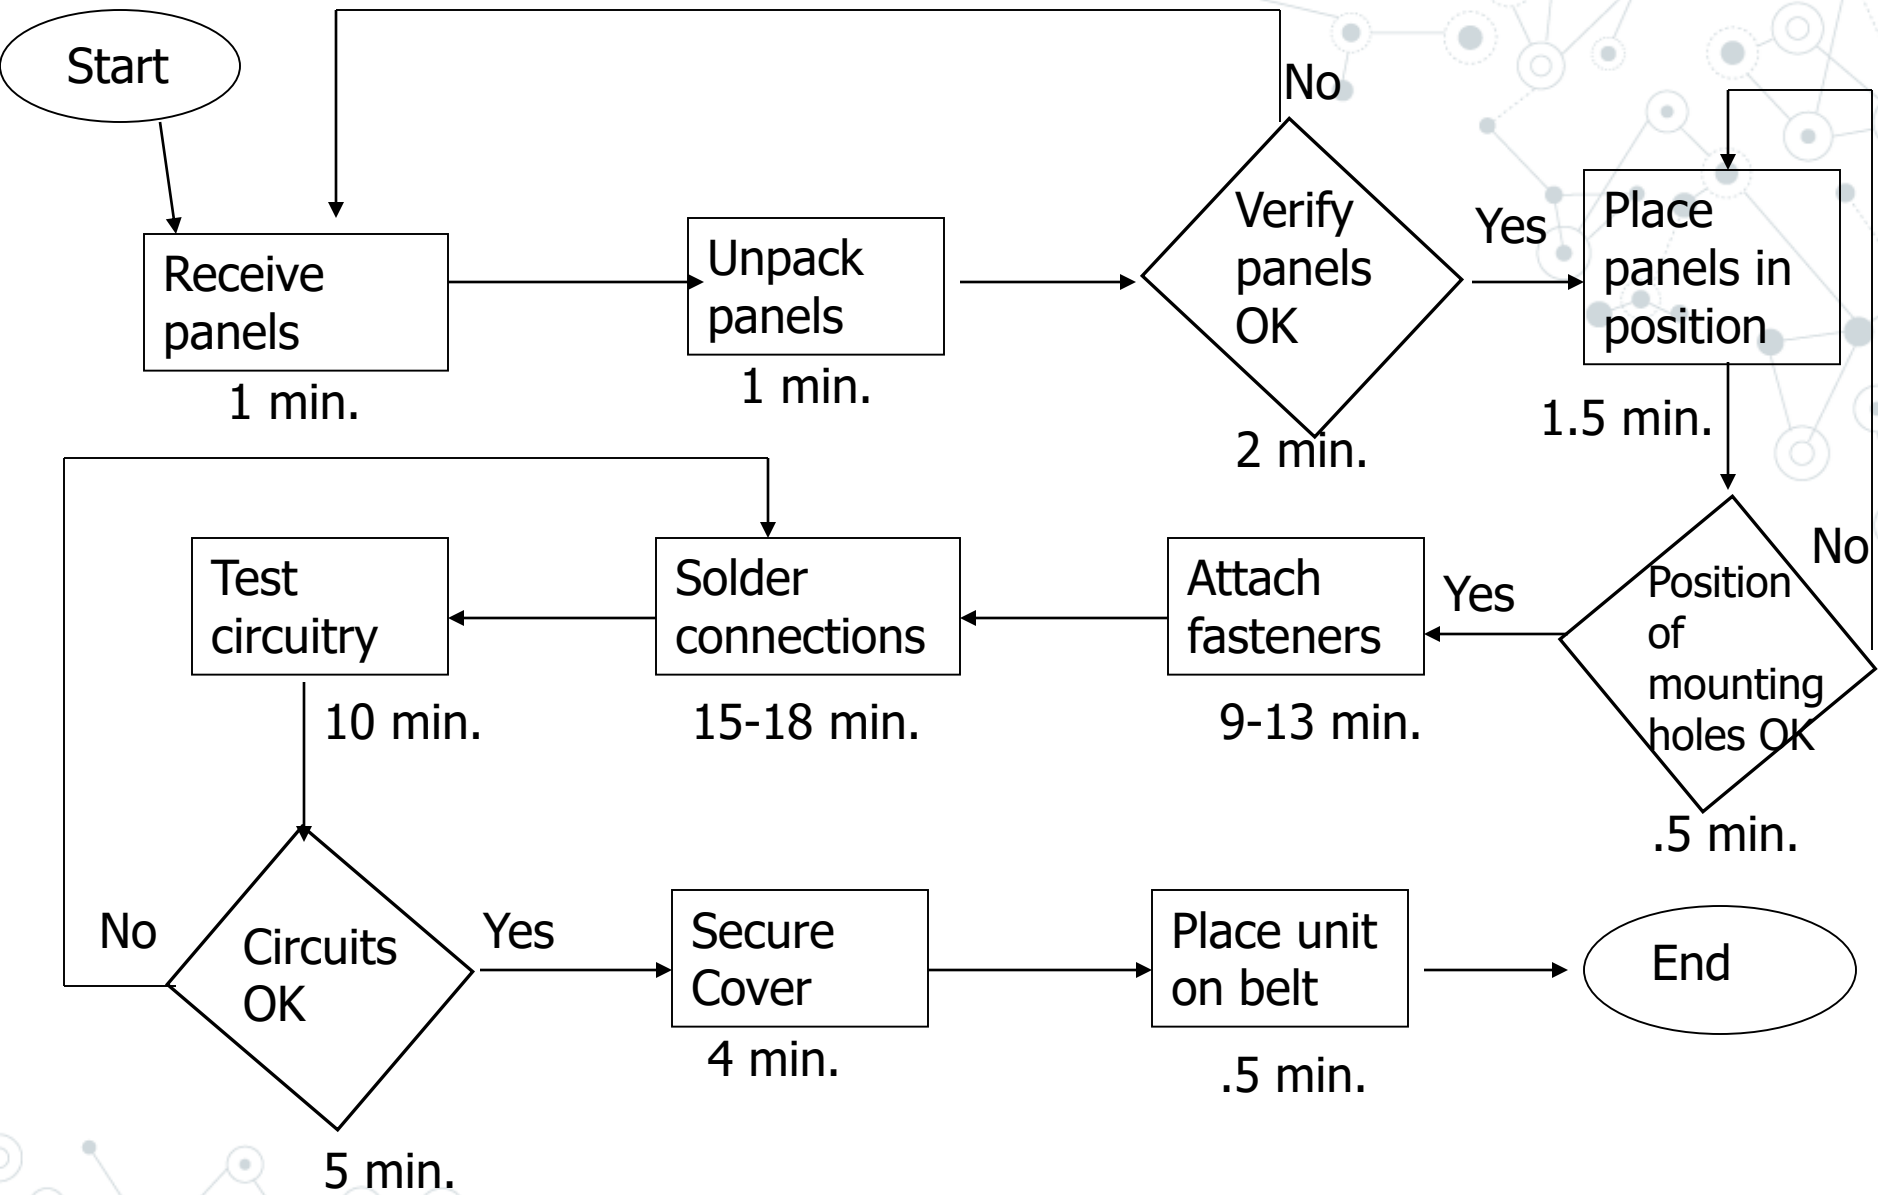 Start
Receive
panels
1 min.
Unpack
panels
1 min.
No
Verify
panels
OK
2 min.
Yes
Place
panels in
position
1.5 min.
No
Position
of
mounting
holes OK
.5 min.
Yes
Attach
fasteners
9-13 min.
Solder
connections
15-18 min.
Test
circuitry
10 min.
No
Circuits
OK
5 min.
Yes
Secure
Cover
4 min.
Place unit
on belt
.5 min.
End